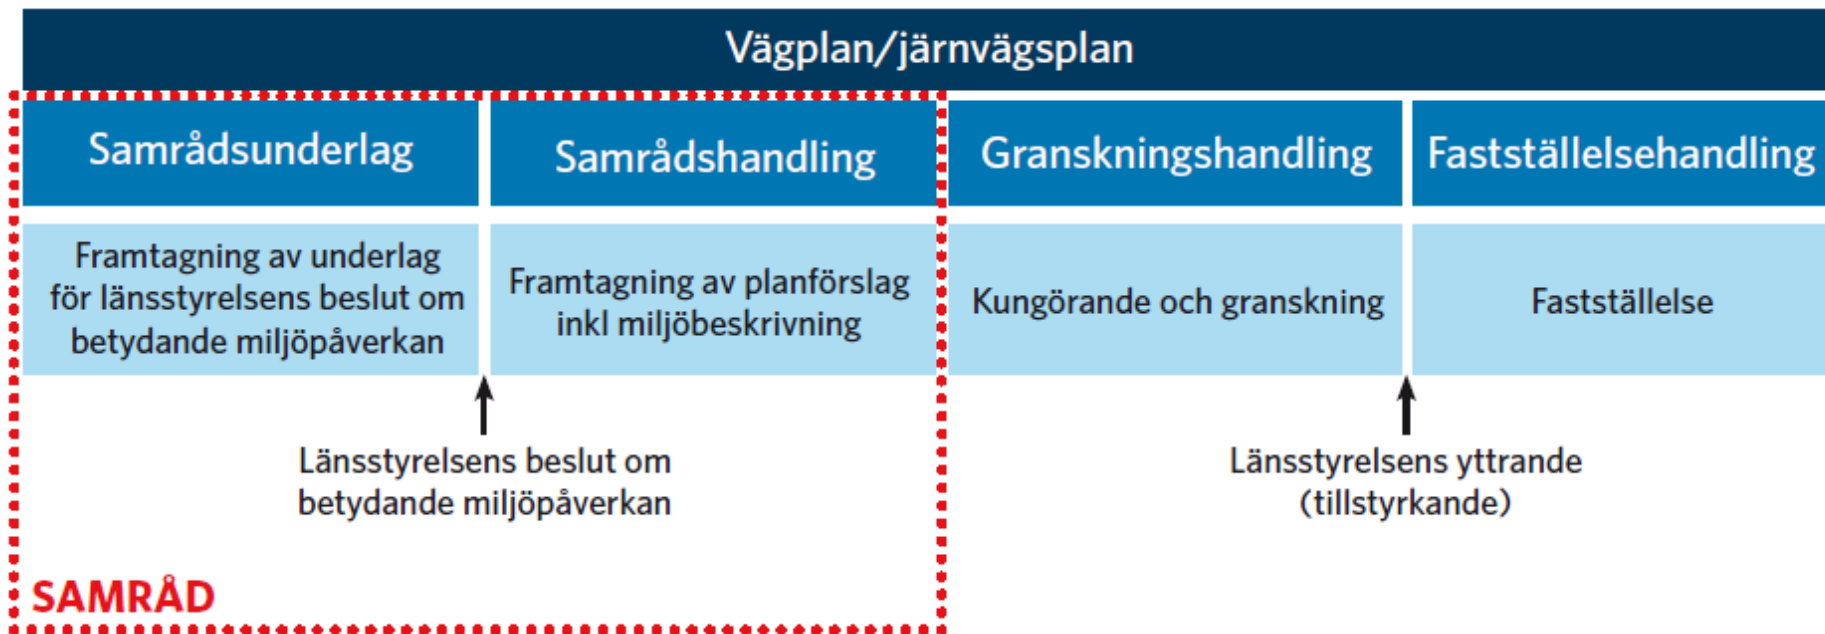 Vägplan/järnvägsplan
Samrådsunderlag
Samrådshandling
Granskningshandling
Fastställelsehandling
Framtagning av underlag
för länsstyrelsens beslut om
betydande miljöpåverkan
Framtagning av planförslag
inkl miljöbeskrivning
Kungörande och granskning
Fastställelse
Länsstyrelsens beslut om
betydande miljöpåverkan
Länsstyrelsens yttrande
(tillstyrkande)
SAMRÅD